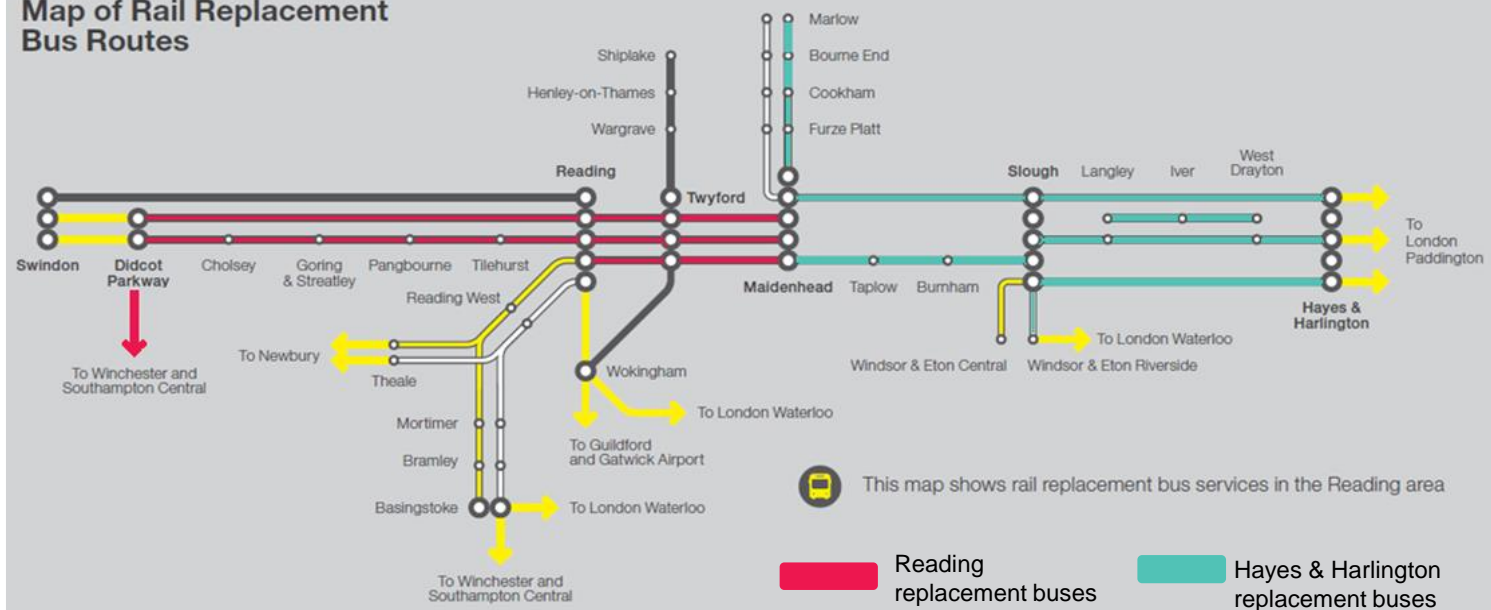 Map of Rail Replacement
Bus Routes
Marlow
Bourne End
Cookham
Furze Platt
Shiplake
Henley-on-Thames
Wargrave
Reading
Twyford
Slough
Langley
Iver
West
Drayton
To
London
Paddington
Swindon
Didcot
Parkway
Cholsey
Goring
& Streatley
Pangbourne
Tilehurst
Maidenhead
Taplow
Burnham
Hayes &
Harlington
Reading West
To Newbury
Theale
To Winchester and
Southampton Central
Wokingham
Windsor & Eton Central
Windsor & Eton Riverside
To London Waterloo
To London Waterloo
Mortimer
Bramley
To Guildford
and Gatwick Airport
Basingstoke
To London Waterloo
To Winchester and
Southampton Central
This map shows rail replacement bus services in the Reading area
Reading
replacement buses
Hayes & Harlington
replacement buses